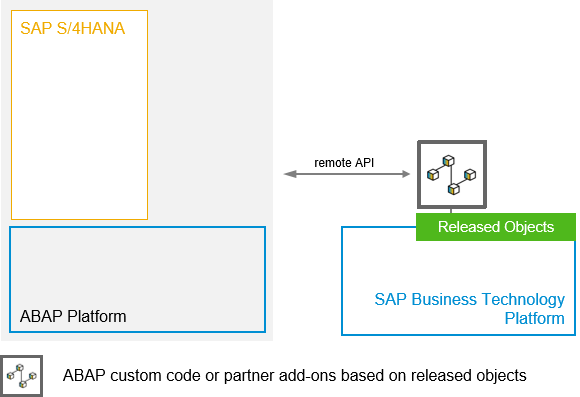 SAP S/4HANA
remote API
Released Objects
SAP Business Technology
Platform
ABAP Platform
ABAP custom code or partner add-ons based on released objects